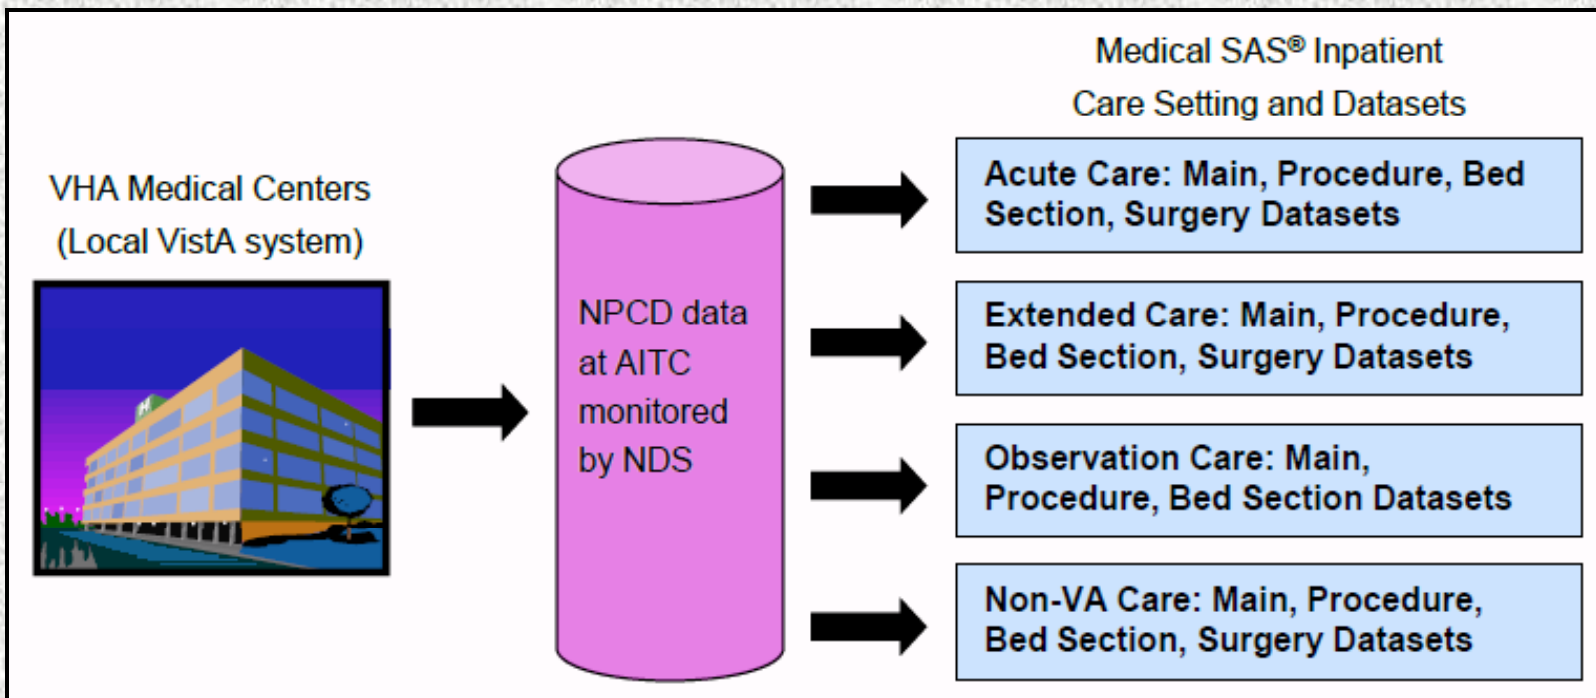 Medical SAS® Inpatient
Care Setting and Datasets
VHA Medical Centers
(Local VistA system)
H
NPCD data
at AITC
monitored
by NDS
Acute Care: Main, Procedure, Bed
Section, Surgery Datasets
Extended Care: Main, Procedure,
Bed Section, Surgery Datasets
Observation Care: Main,
Procedure, Bed Section Datasets
Non-VA Care: Main, Procedure,
Bed Section, Surgery Datasets